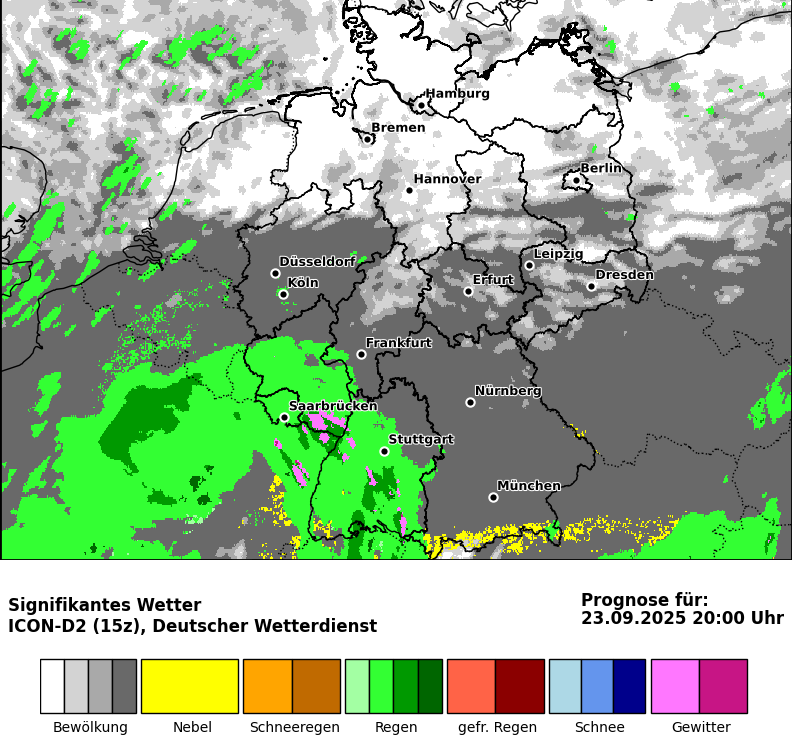 Hamburg
Bremen
Berlin
Hannover
Leipzig
Düsseldorf
Dresden
Köln
Erfurt
Frankfurt
Nürnberg
Saarbrücken
Stuttgart
München
Signifikantes Wetter
ICON-D2 (15z), Deutscher Wetterdienst
Prognose für:
23.09.2025 20:00 Uhr
Bewölkung Nebel Schneeregen Regen gefr. Regen Schnee Gewitter